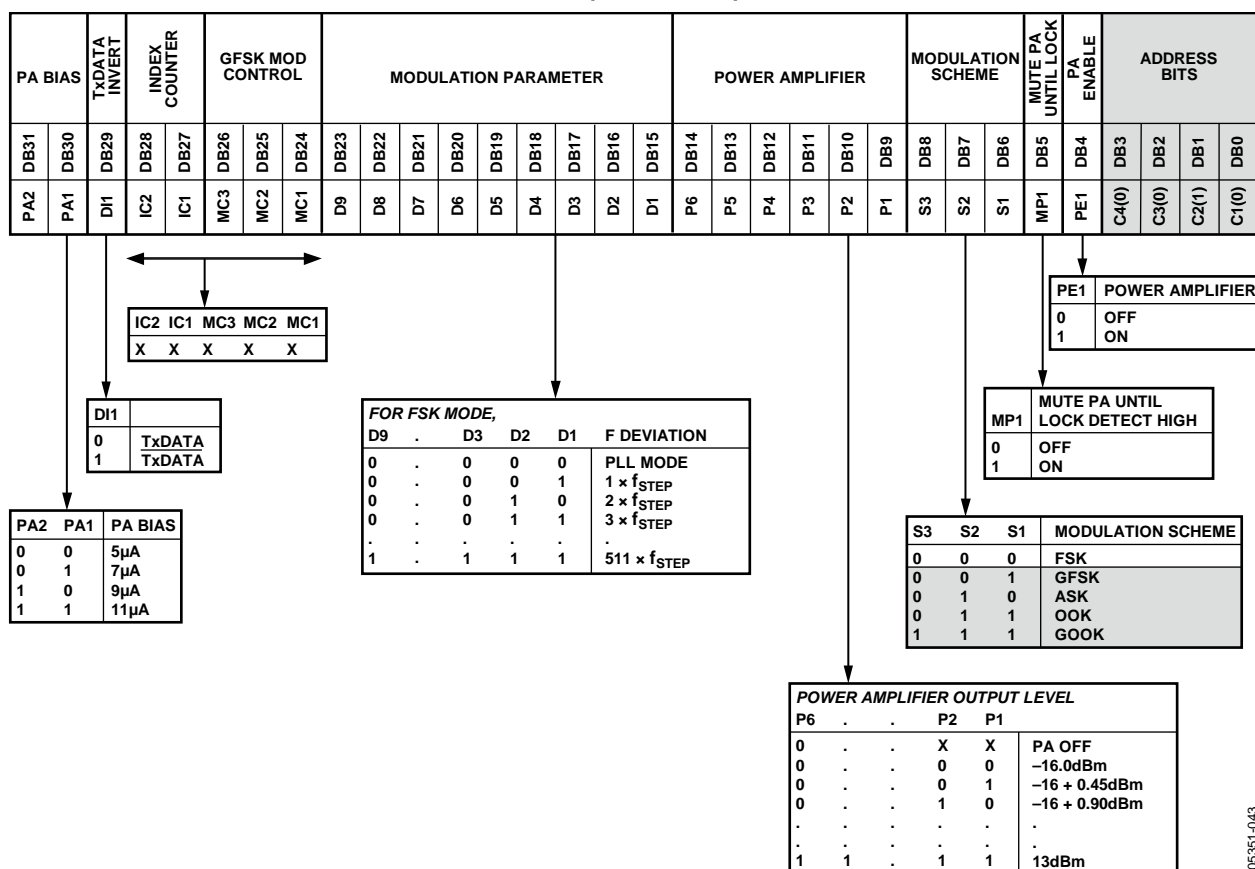 PA BIAS
TxDATA
INVERT
INDEX
COUNTER
GFSK MOD
CONTROL
MODULATION PARAMETER
POWER AMPLIFIER
MODULATION
SCHEME
MUTE PA
UNTIL LOCK
PA
ENABLE
ADDRESS
BITS
DB31 DB30 DB29 DB28 DB27 DB26 DB25 DB24 DB23 DB22 DB21 DB20 DB19 DB18 DB17 DB16 DB15 DB14 DB13 DB12 DB11 DB10 DB9 DB8 DB7 DB6 DB5 DB4 DB3 DB2 DB1 DB0
PA2 PA1 DI1 IC2 IC1 MC3 MC2 MC1 D9 D8 D7 D6 D5 D4 D3 D2 D1 P6 P5 P4 P3 P2 P1 S3 S2 S1 MP1 PE1 C4(0) C3(0) C2(1) C1(0)
PE1 POWER AMPLIFIER
0 OFF
1 ON
IC2 IC1 MC3 MC2 MC1
X X X X X
MP1 MUTE PA UNTIL
LOCK DETECT HIGH
0 OFF
1 ON
DI1
0 TxDATA
1 T̅x̅D̅A̅T̅A̅
FOR FSK MODE,
D9 . D3 D2 D1 F DEVIATION
0 . 0 0 0 PLL MODE
0 . 0 0 1 1 × fSTEP
0 . 0 1 0 2 × fSTEP
0 . 0 1 1 3 × fSTEP
. . . . . .
1 . 1 1 1 511 × fSTEP
PA2 PA1 PA BIAS
0 0 5µA
0 1 7µA
1 0 9µA
1 1 11µA
S3 S2 S1 MODULATION SCHEME
0 0 0 FSK
0 0 1 GFSK
0 1 0 ASK
0 1 1 OOK
1 1 1 GOOK
POWER AMPLIFIER OUTPUT LEVEL
P6 . . P2 P1
0 . . X X PA OFF
0 . . 0 0 –16.0dBm
0 . . 0 1 –16 + 0.45dBm
0 . . 1 0 –16 + 0.90dBm
. . . . . .
. . . . . .
1 1 . 1 1 13dBm
05351-043